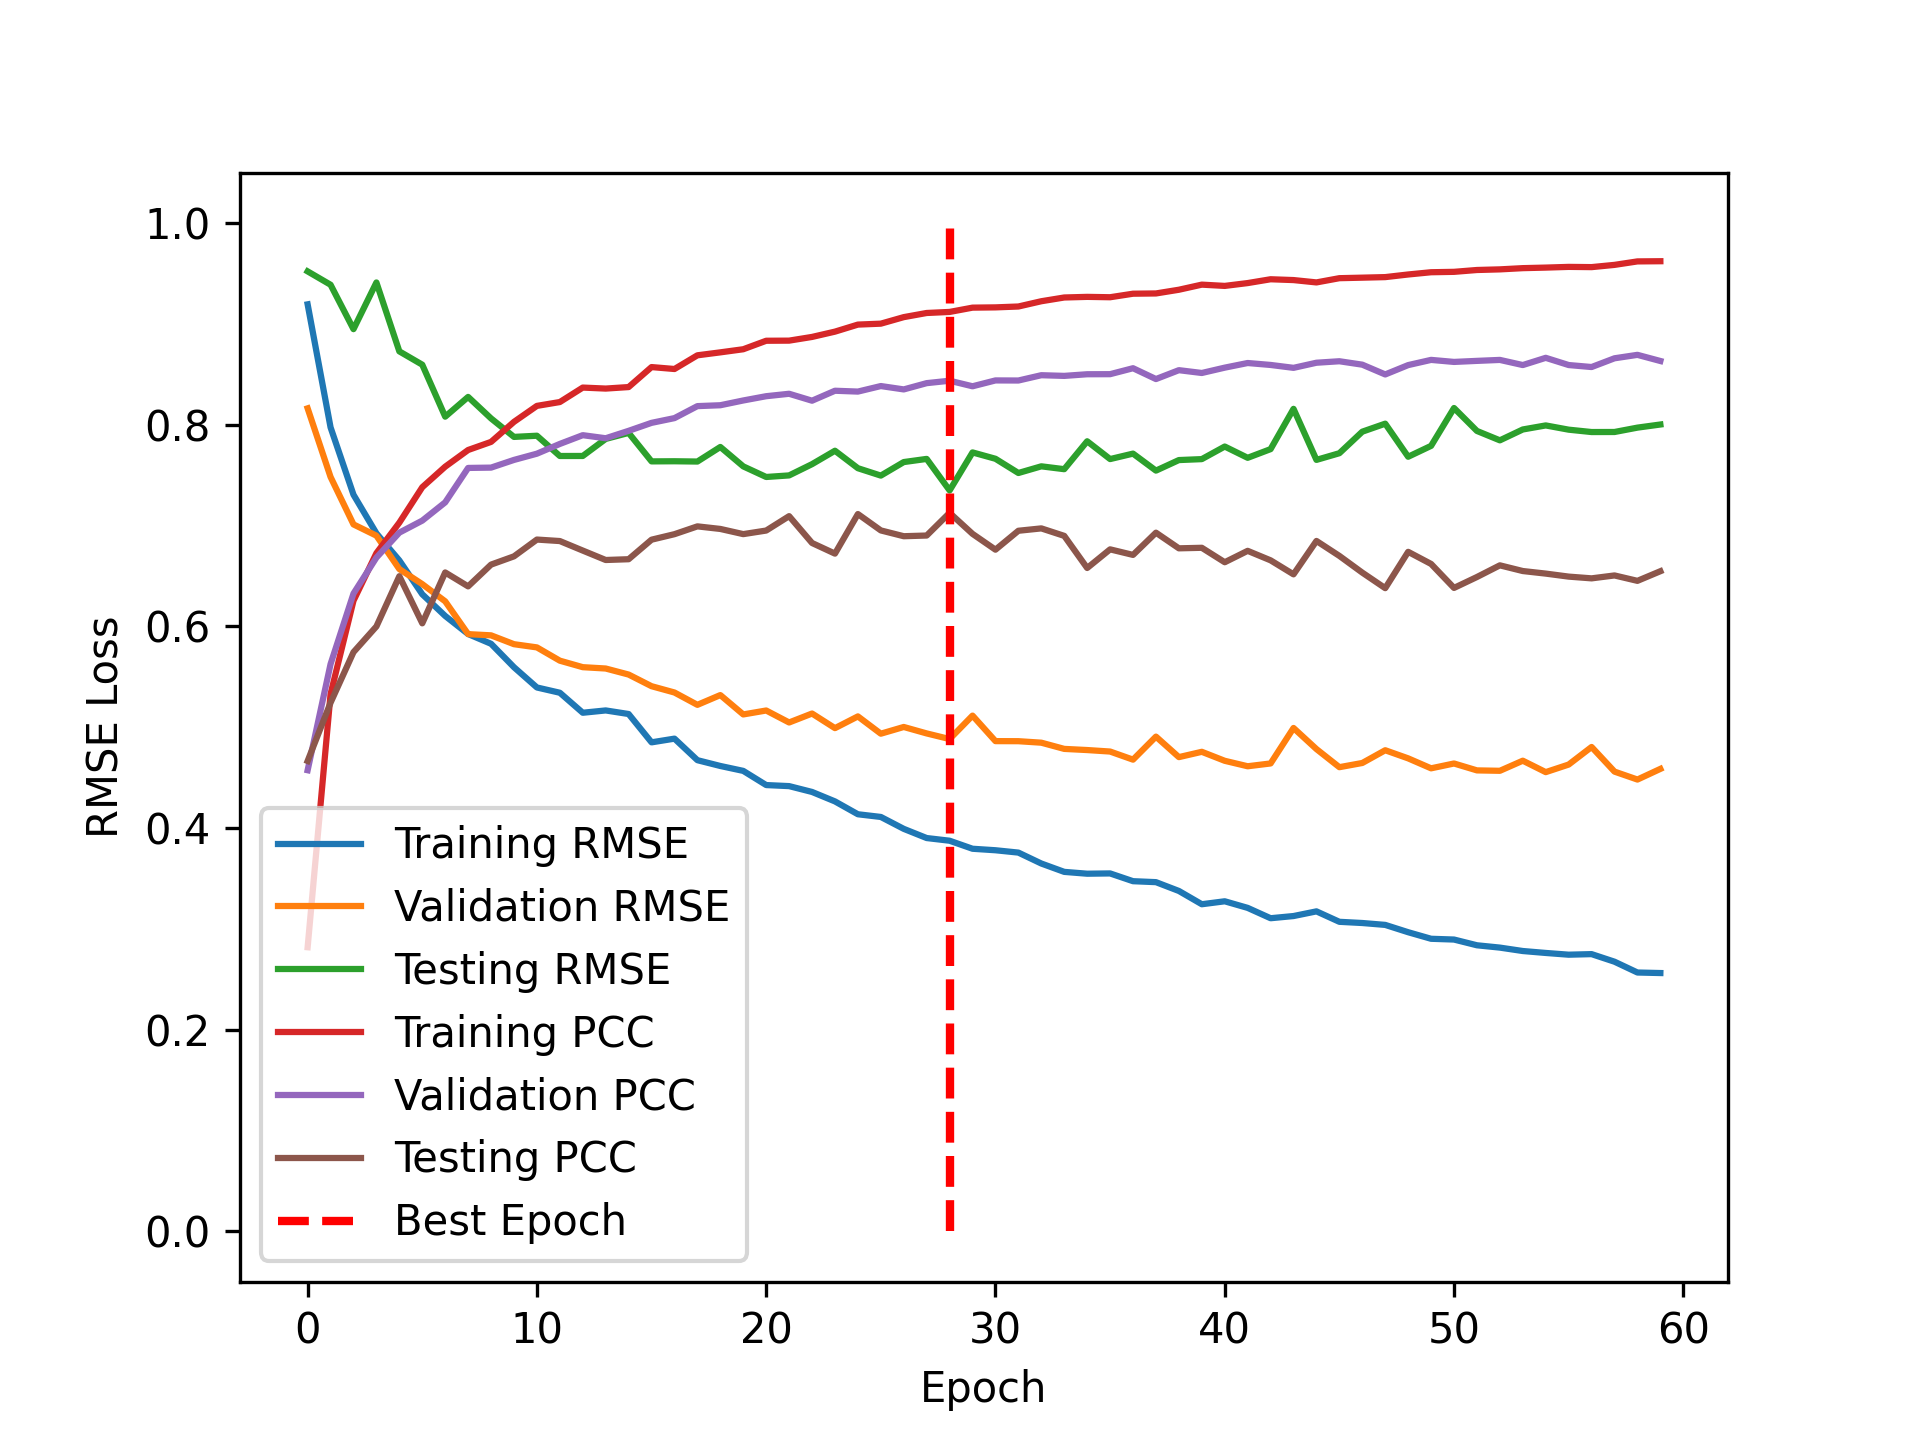 1.0
0.8
0.6
0.4
0.2
0.0
RMSE Loss
Training RMSE
Validation RMSE
Testing RMSE
Training PCC
Validation PCC
Testing PCC
Best Epoch
0 10 20 30 40 50 60
Epoch